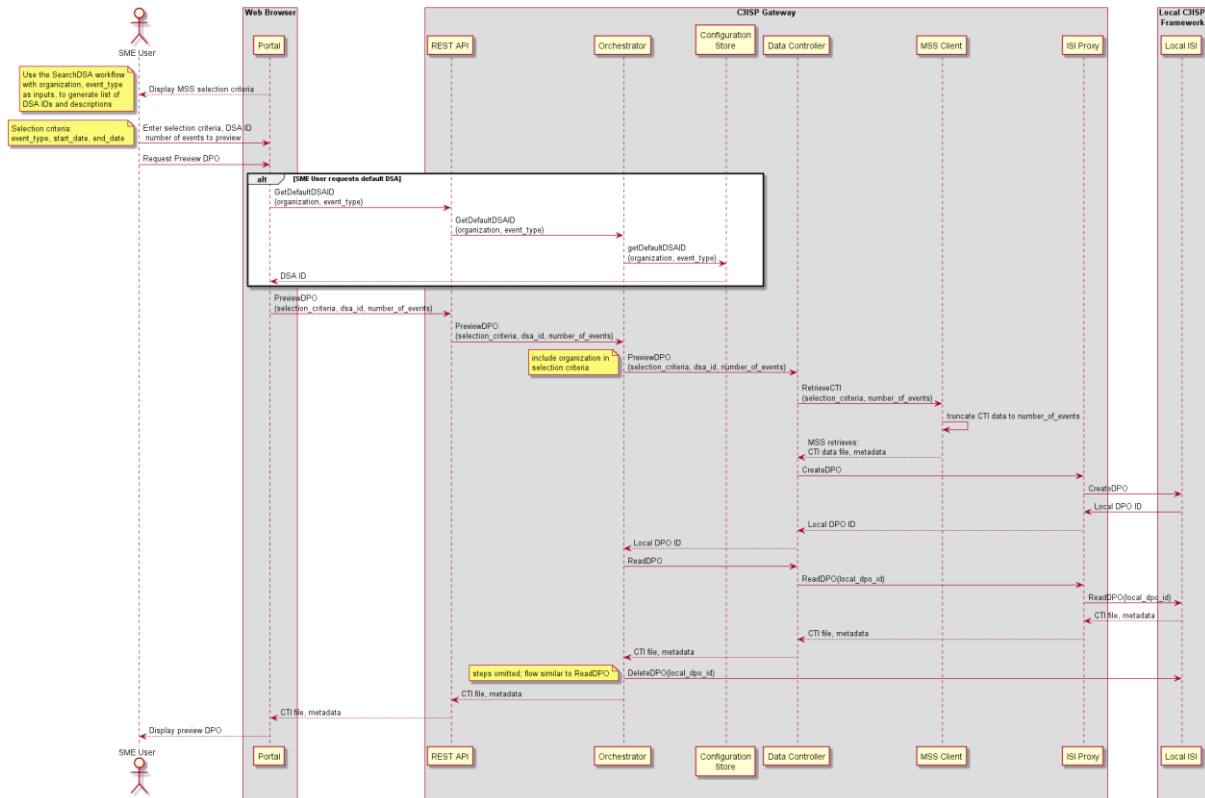 Web Browser
C3ISP Gateway
Local C3ISP
Framework
SME User
Portal
REST API
Orchestrator
Configuration
Store
Data Controller
MSS Client
ISI Proxy
Local ISI
Use the SearchDSA workflow
with organization, event_type
as inputs, to generate list of
DSA IDs and descriptions
Display MSS selection criteria
Selection criteria:
event_type, start_date, end_date
Enter selection criteria, DSA ID
number of events to preview
Request Preview DPO
alt
[SME User requests default DSA]
GetDefaultDSAID
(organization, event_type)
GetDefaultDSAID
(organization, event_type)
getDefaultDSAID
(organization, event_type)
DSA ID
PreviewDPO
(selection_criteria, dsa_id, number_of_events)
PreviewDPO
(selection_criteria, dsa_id, number_of_events)
include organization in
selection criteria
PreviewDPO
(selection_criteria, dsa_id, number_of_events)
RetrieveCTI
(selection_criteria, number_of_events)
truncate CTI data to number_of_events
MSS retrieves:
CTI data file, metadata
CreateDPO
CreateDPO
Local DPO ID
Local DPO ID
Local DPO ID
ReadDPO
ReadDPO(local_dpo_id)
ReadDPO(local_dpo_id)
CTI file, metadata
CTI file, metadata
CTI file, metadata
steps omitted; flow similar to ReadDPO
DeleteDPO(local_dpo_id)
CTI file, metadata
CTI file, metadata
Display preview DPO
SME User
Portal
REST API
Orchestrator
Configuration
Store
Data Controller
MSS Client
ISI Proxy
Local ISI